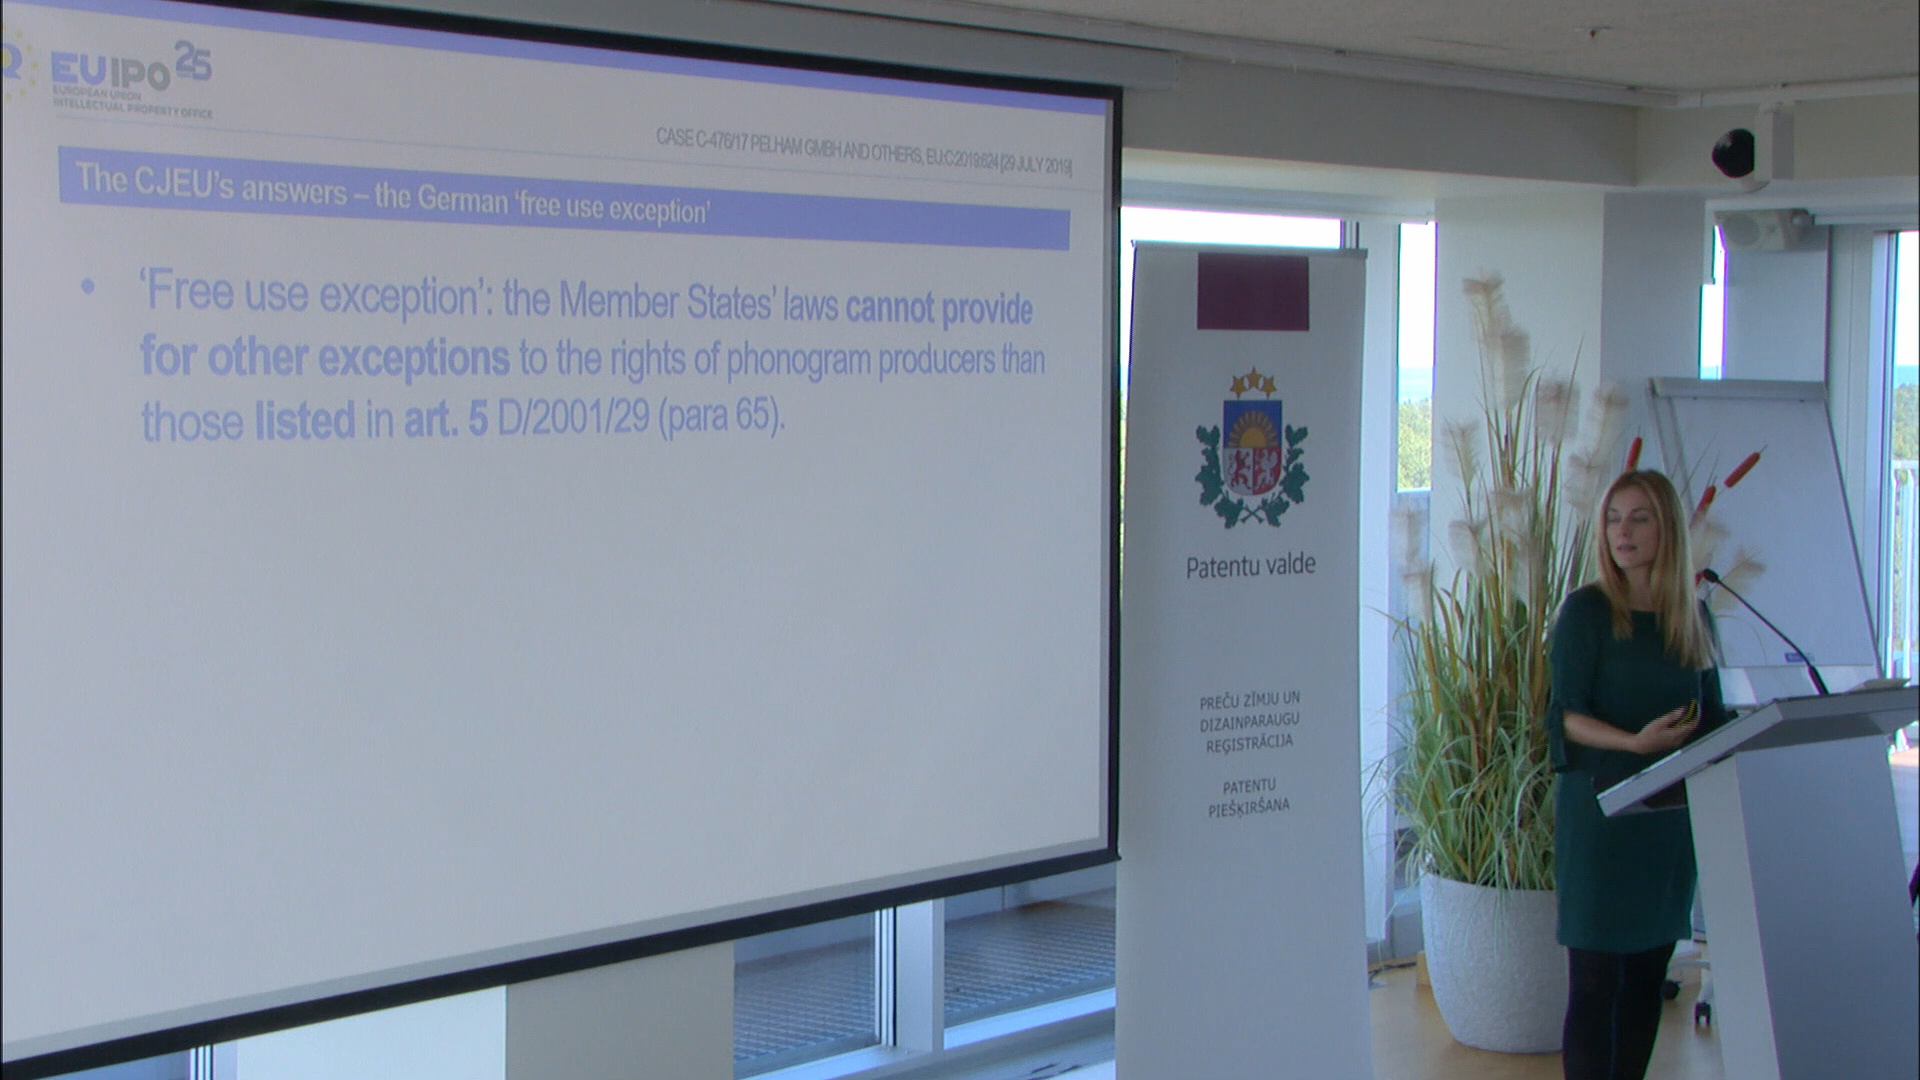 EUIPO 25
EUROPEAN UNION
INTELLECTUAL PROPERTY OFFICE
CASE C-476/17 PELHAM GMBH AND OTHERS, EU:C:2019:624 [29 JULY 2019]
The CJEU's answers – the German 'free use exception'
• 'Free use exception': the Member States' laws cannot provide
for other exceptions to the rights of phonogram producers than
those listed in art. 5 D/2001/29 (para 65).
Patentu valde
PREČU ZĪMJU UN
DIZAINPARAUGU
REĢISTRĀCIJA
PATENTU
PIEŠĶIRŠANA